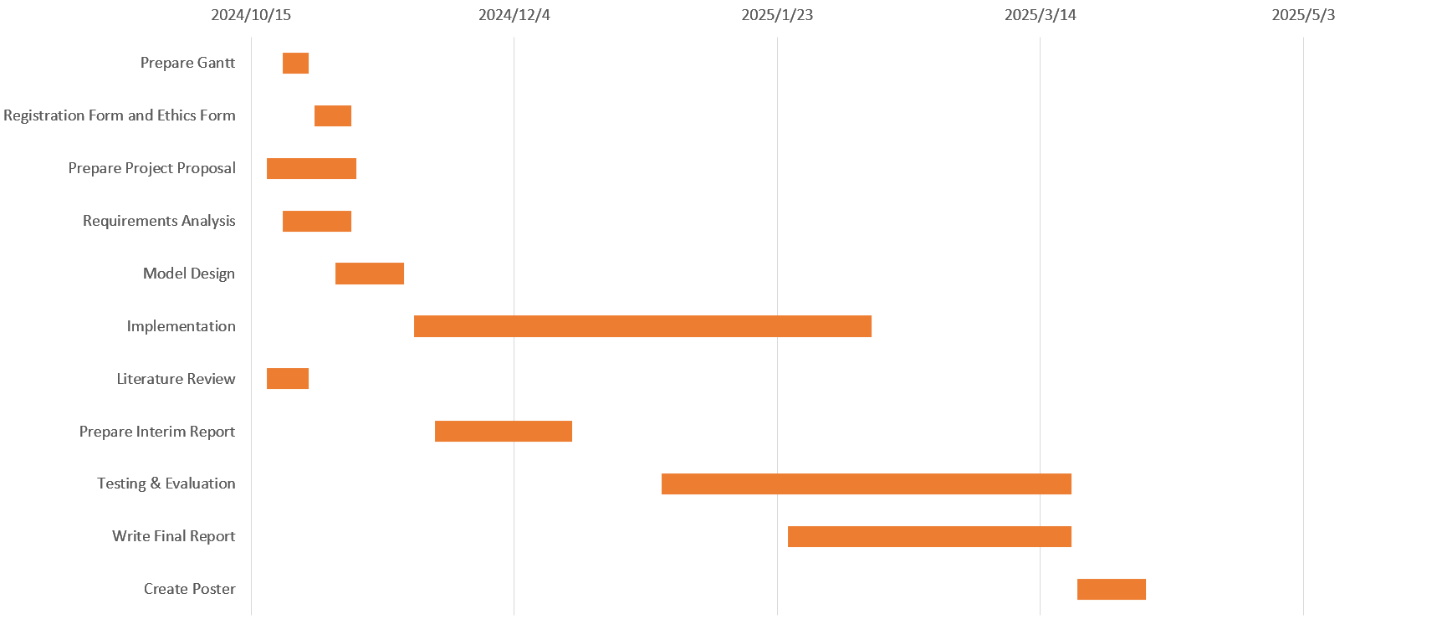 2024/10/15 2024/12/4 2025/1/23 2025/3/14 2025/5/3
Prepare Gantt
Registration Form and Ethics Form
Prepare Project Proposal
Requirements Analysis
Model Design
Implementation
Literature Review
Prepare Interim Report
Testing & Evaluation
Write Final Report
Create Poster